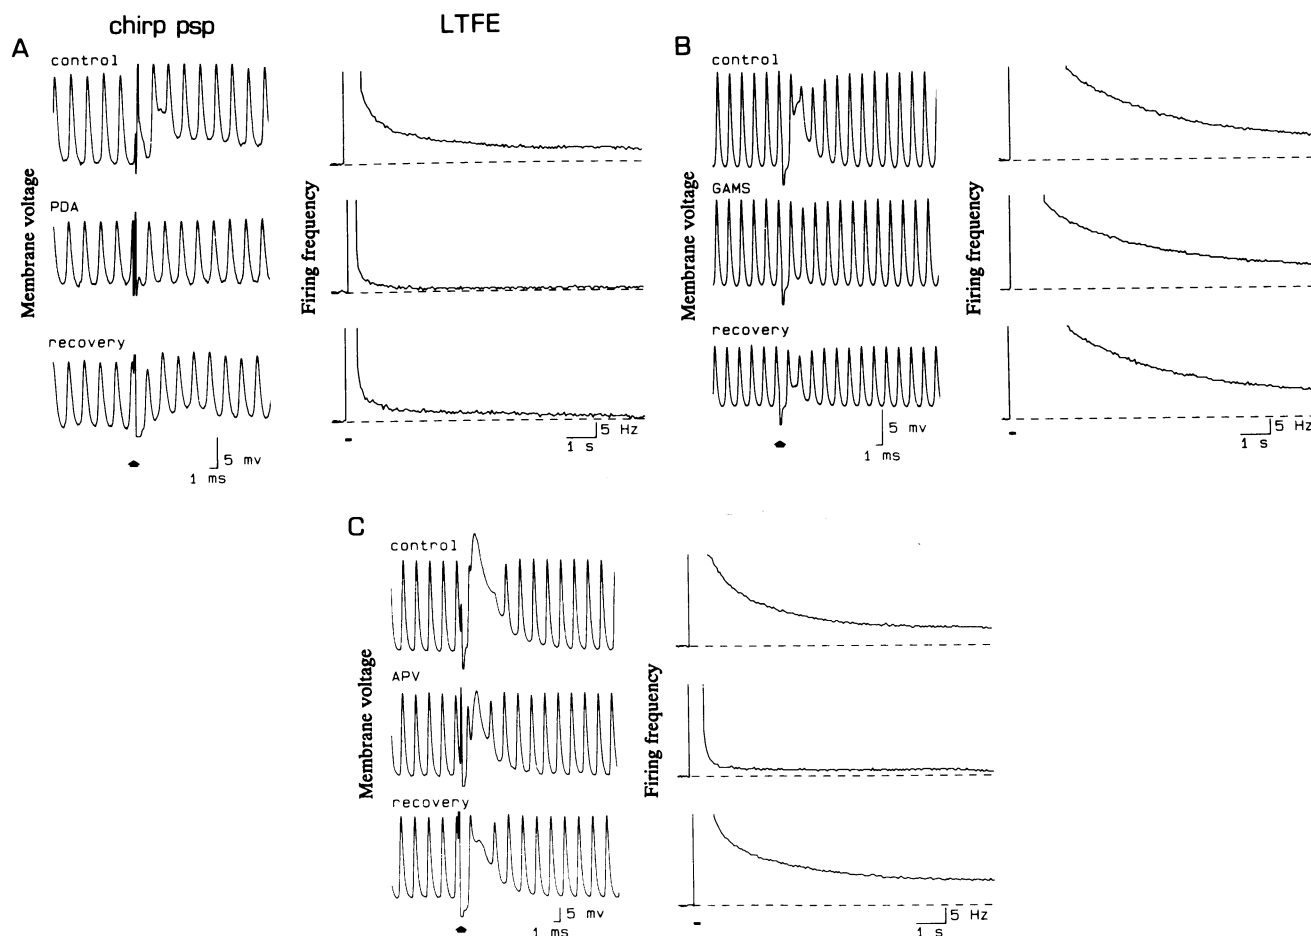 chirp psp
LTFE
A
control
PDA
recovery
Membrane voltage
Firing frequency
5 mv
1 ms
5 Hz
1 s
B
control
GAMS
recovery
Membrane voltage
Firing frequency
5 mv
1 ms
5 Hz
1 s
C
control
APV
recovery
Membrane voltage
Firing frequency
5 mv
1 ms
5 Hz
1 s